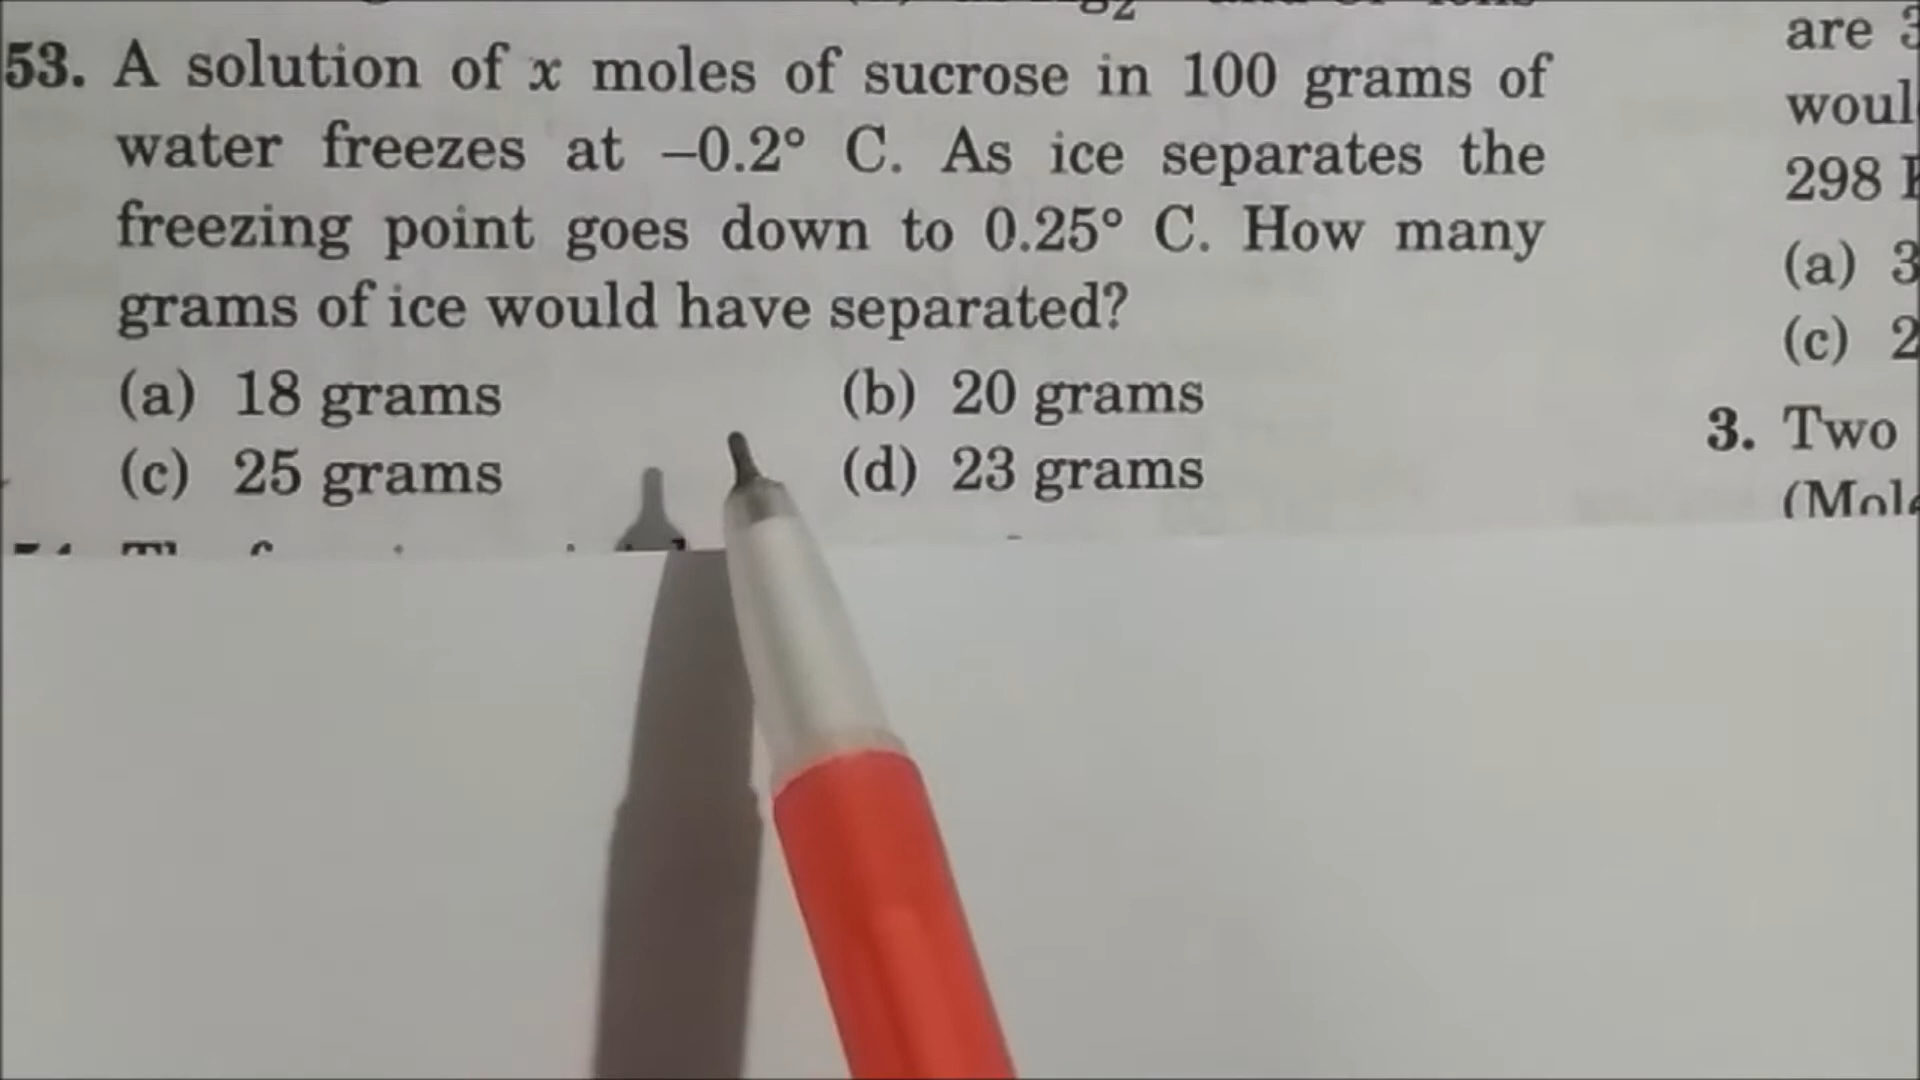 53. A solution of x moles of sucrose in 100 grams of
water freezes at –0.2° C. As ice separates the
freezing point goes down to 0.25° C. How many
grams of ice would have separated?
(a) 18 grams (b) 20 grams
(c) 25 grams (d) 23 grams
are
298
(a) 3
(c) 2
3. Two